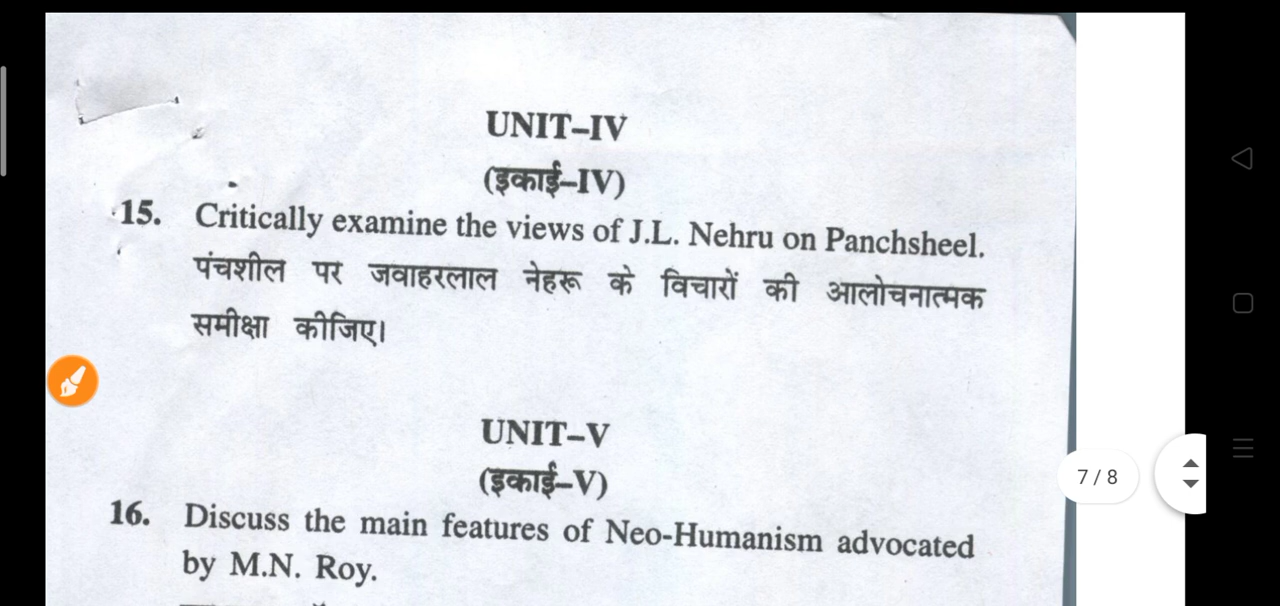 UNIT–IV
(इकाई–IV)
15. Critically examine the views of J.L. Nehru on Panchsheel.
पंचशील पर जवाहरलाल नेहरू के विचारों की आलोचनात्मक
समीक्षा कीजिए।
UNIT–V
(इकाई–V)
7 / 8
16. Discuss the main features of Neo-Humanism advocated
by M.N. Roy.